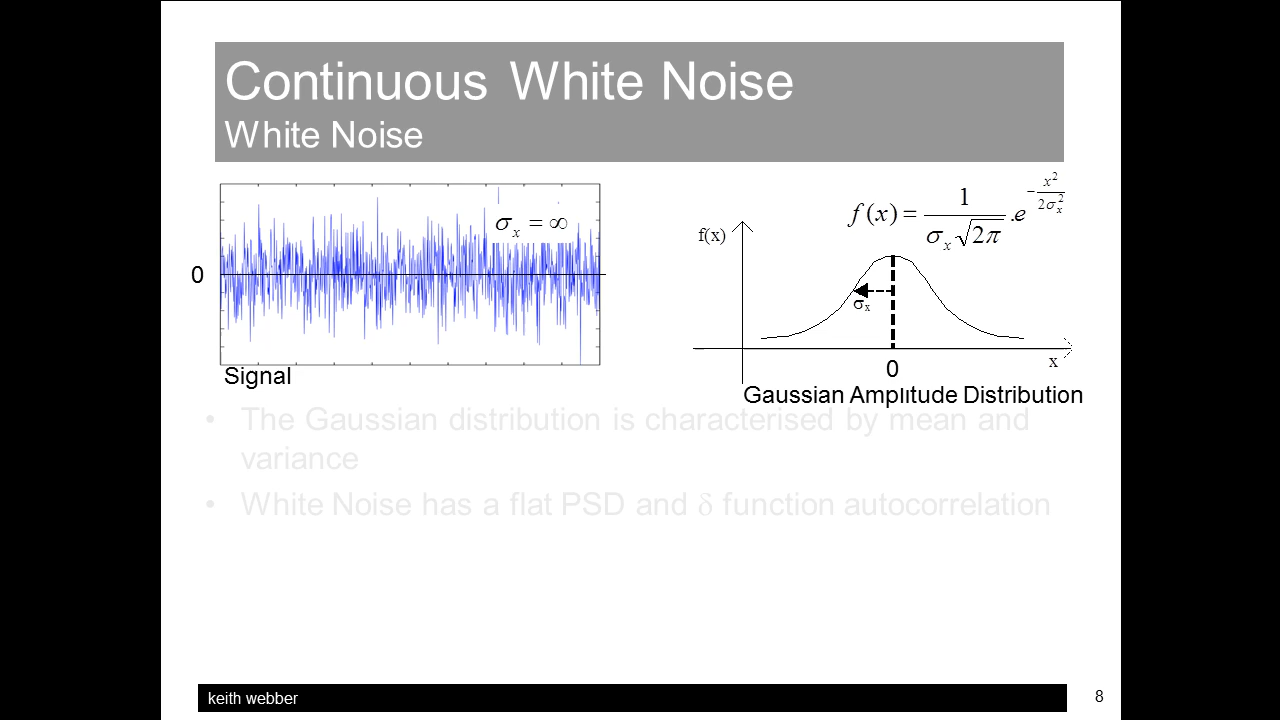 Continuous White Noise
White Noise
σx = ∞
0
Signal
f(x) = 1/(σx√2π) .e^(−x²/2σx²)
f(x)
σx
0
x
Gaussian Amplitude Distribution
• The Gaussian distribution is characterised by mean and
variance
• White Noise has a flat PSD and δ function autocorrelation
keith webber
8